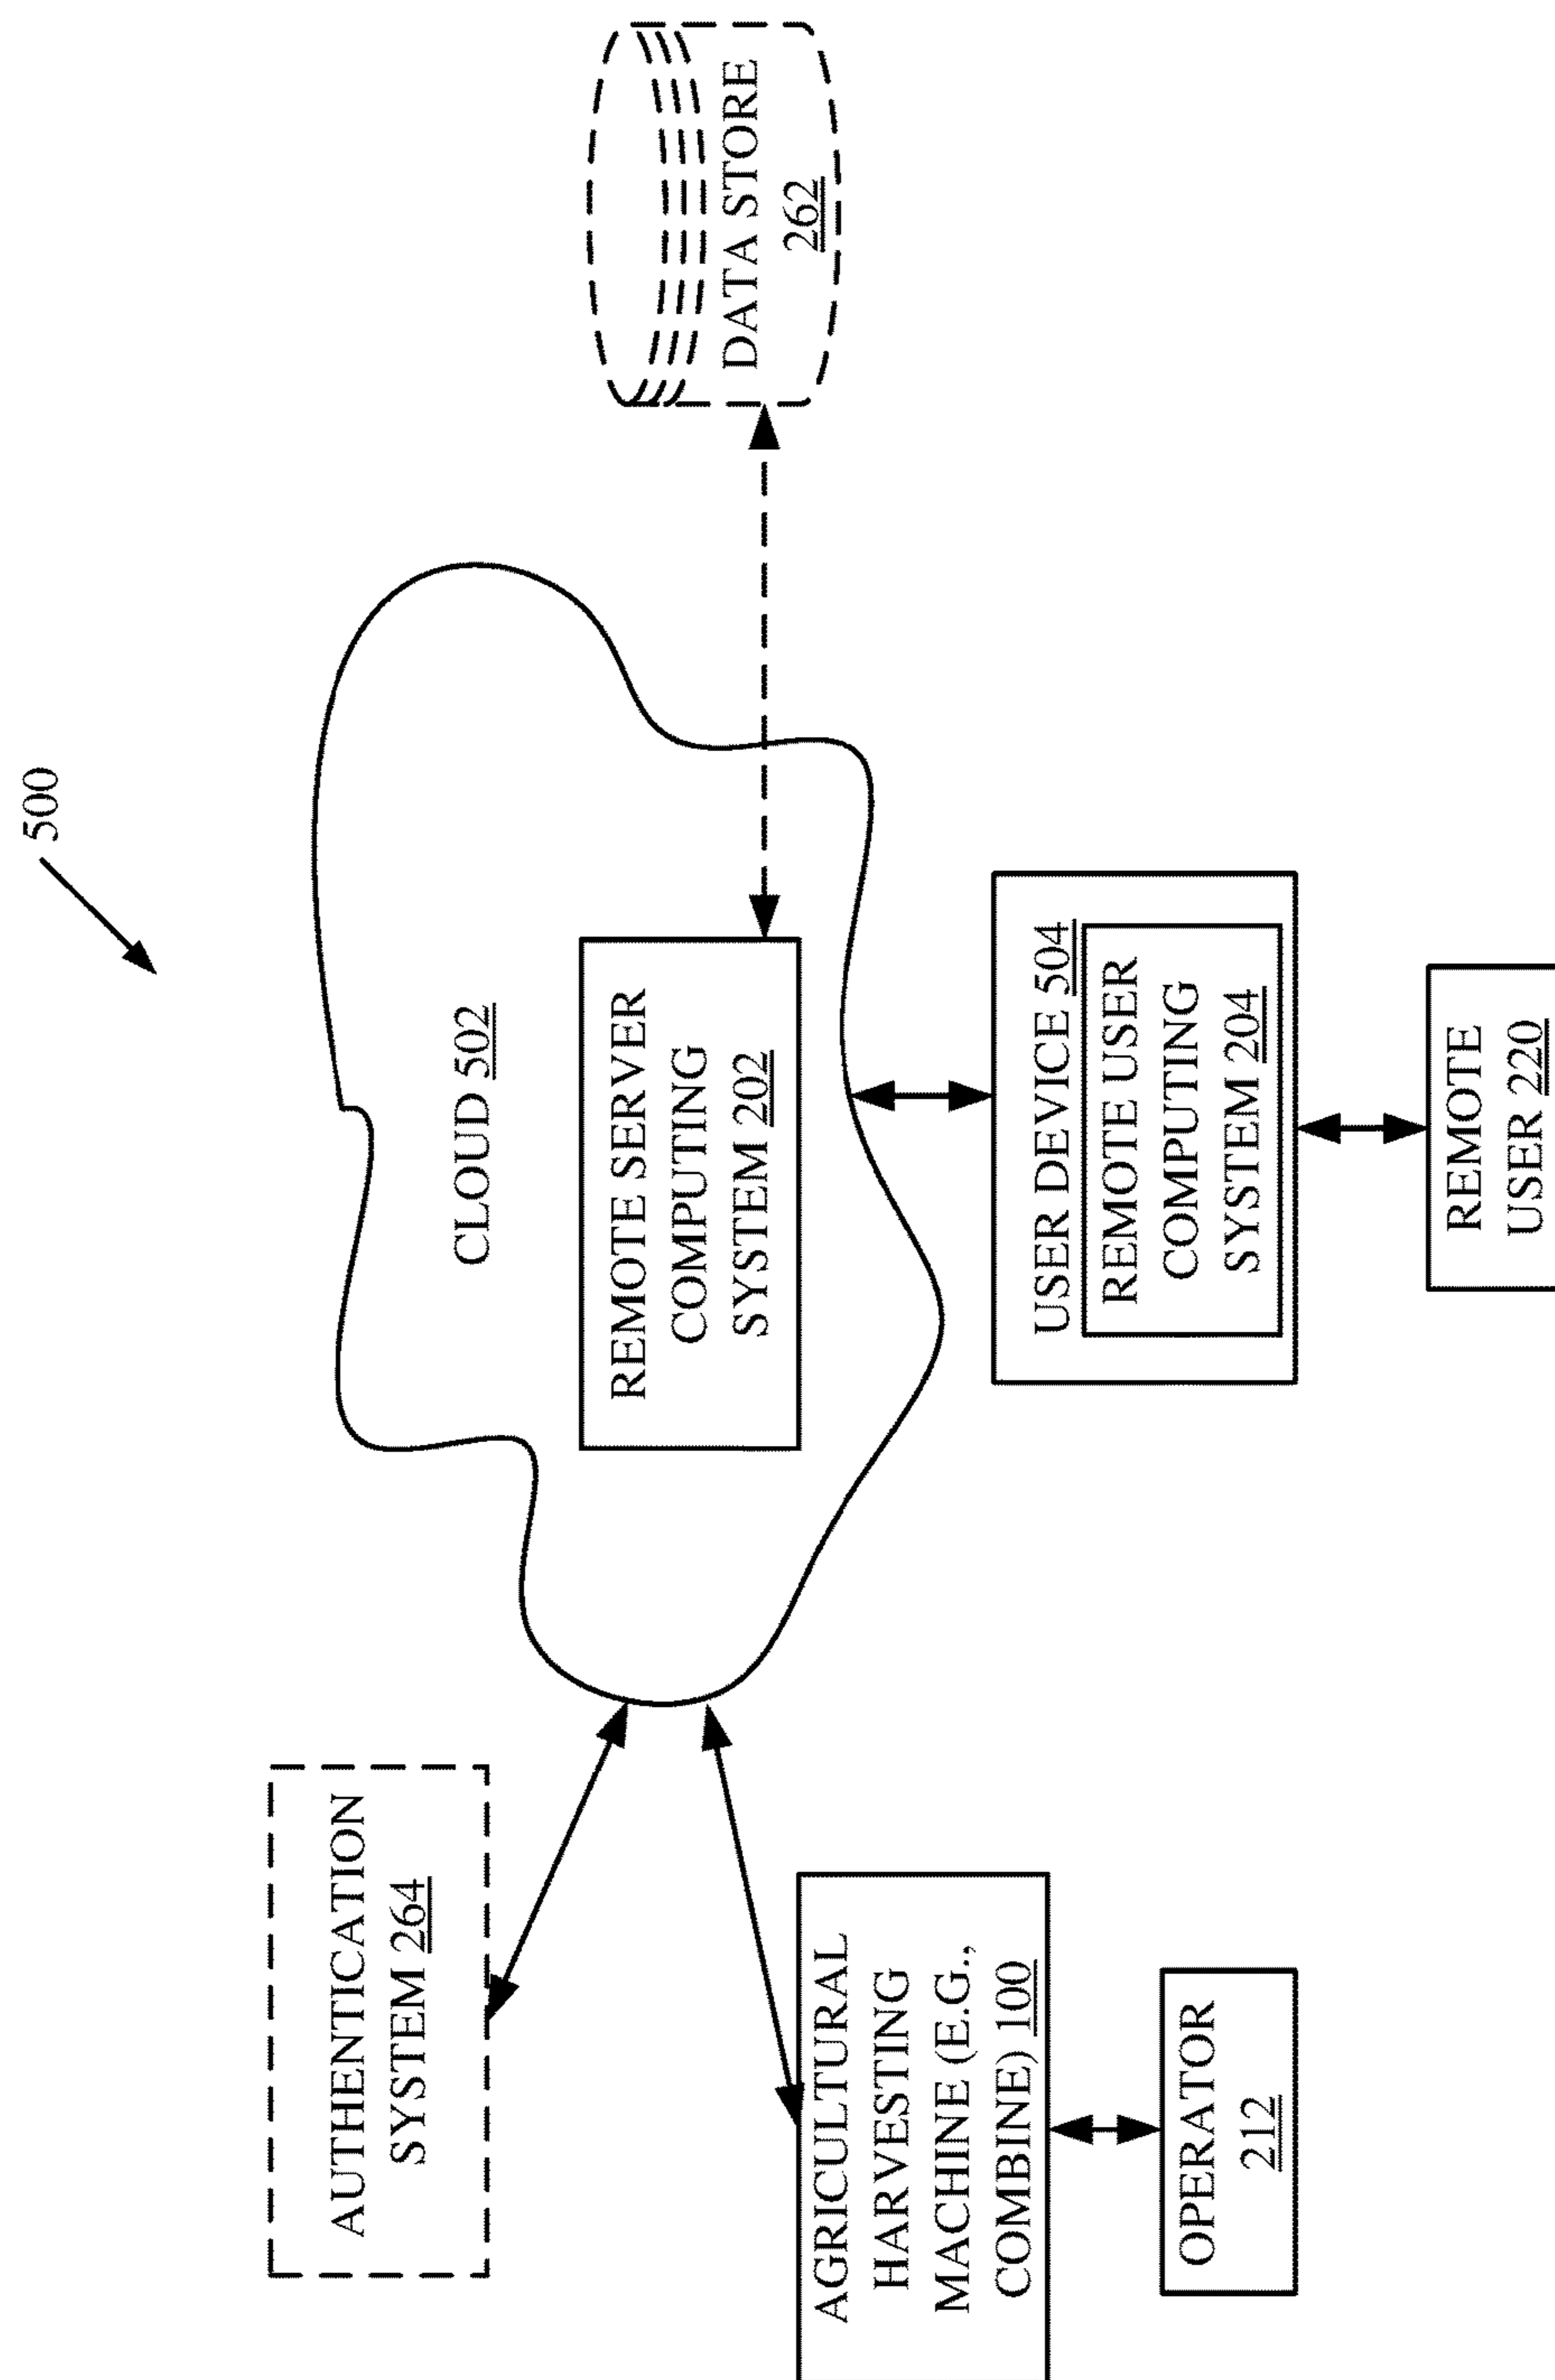 500
AUTHENTICATION
SYSTEM 264
CLOUD 502
REMOTE SERVER
COMPUTING
SYSTEM 202
DATA STORE
262
AGRICULTURAL
HARVESTING
MACHINE (E.G.,
COMBINE) 100
USER DEVICE 504
REMOTE USER
COMPUTING
SYSTEM 204
OPERATOR
212
REMOTE
USER 220